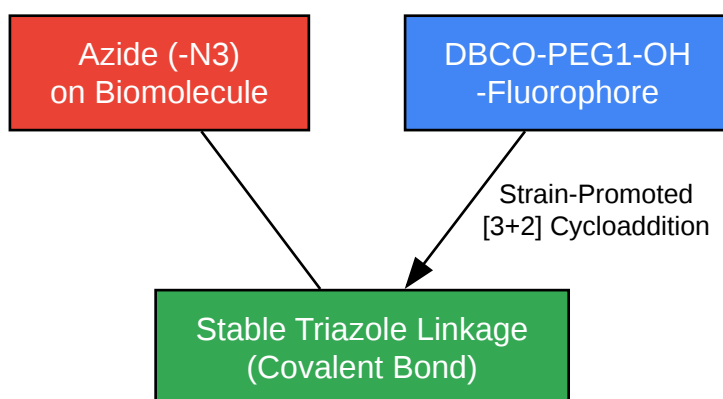 Azide (-N3)
on Biomolecule
DBCO-PEG1-OH
-Fluorophore
Strain-Promoted
[3+2] Cycloaddition
Stable Triazole Linkage
(Covalent Bond)